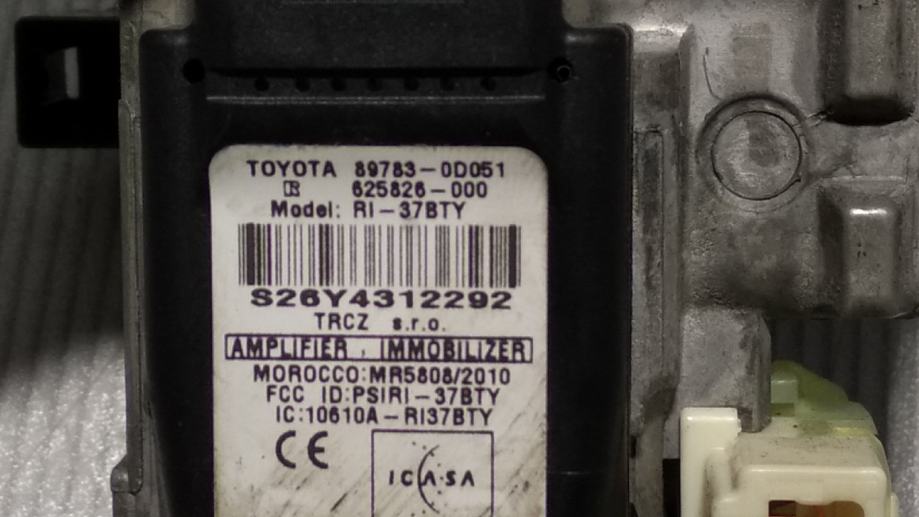 TOYOTA 89783-0D051
R 625826-000
Model: RI-37BTY
S26Y4312292
TRCZ s.r.o.
AMPLIFIER, IMMOBILIZER
MOROCCO:MR5808/2010
FCC ID:PSIRI-37BTY
IC:10610A-RI37BTY
CE
ICASA